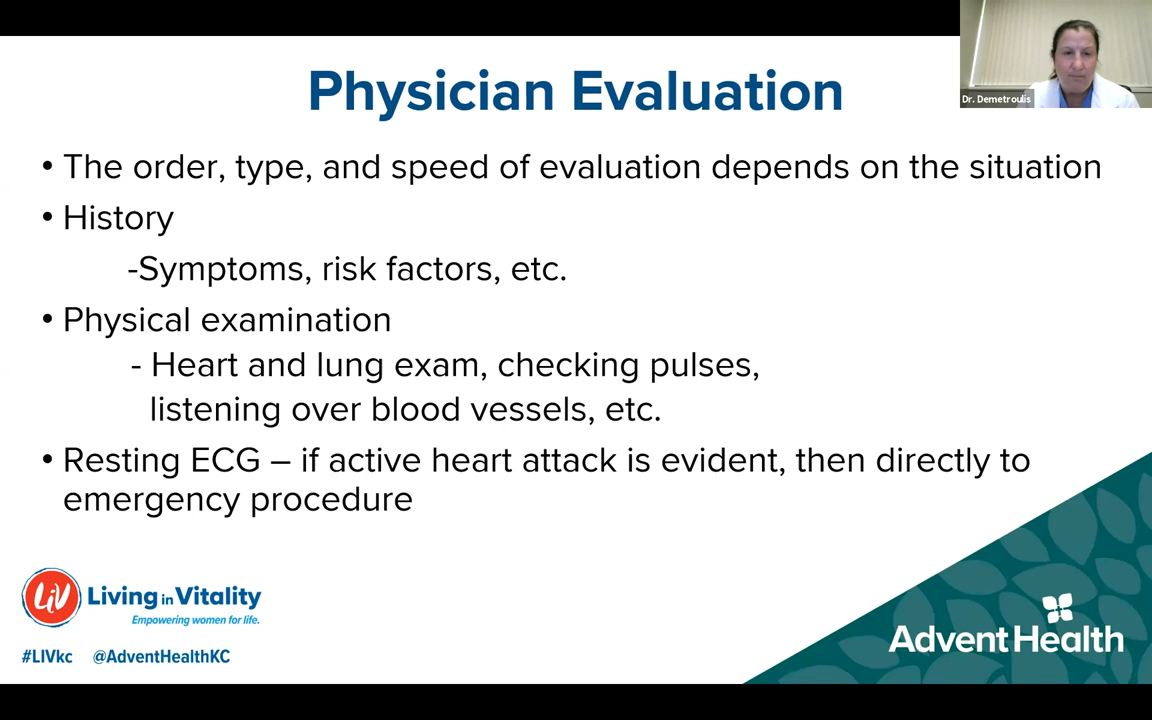 Physician Evaluation
Dr. Demetroulis
• The order, type, and speed of evaluation depends on the situation
• History
-Symptoms, risk factors, etc.
• Physical examination
- Heart and lung exam, checking pulses,
listening over blood vessels, etc.
• Resting ECG – if active heart attack is evident, then directly to
emergency procedure
LiV Living in Vitality
Empowering women for life.
#LIVkc @AdventHealthKC
Advent Health